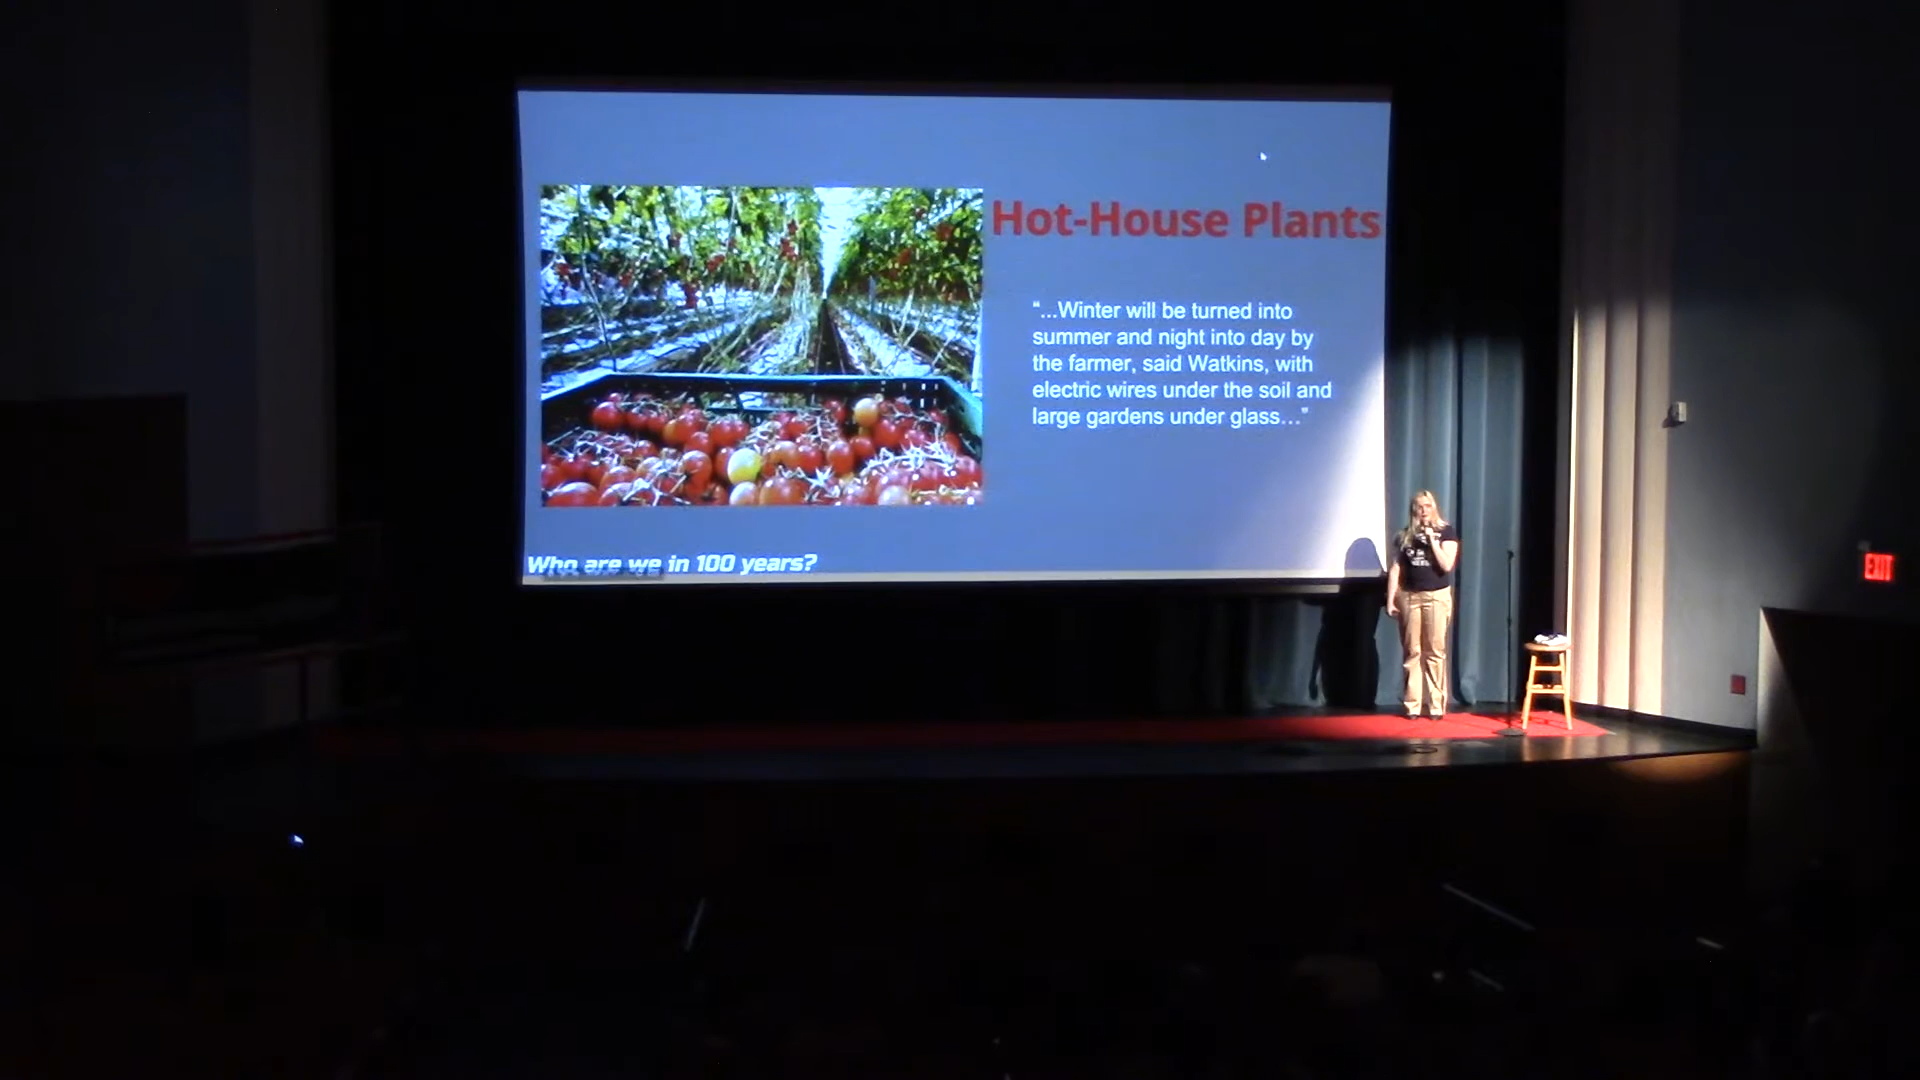 Hot-House Plants
“...Winter will be turned into
summer and night into day by
the farmer, said Watkins, with
electric wires under the soil and
large gardens under glass…”
Who are we in 100 years?
EXIT